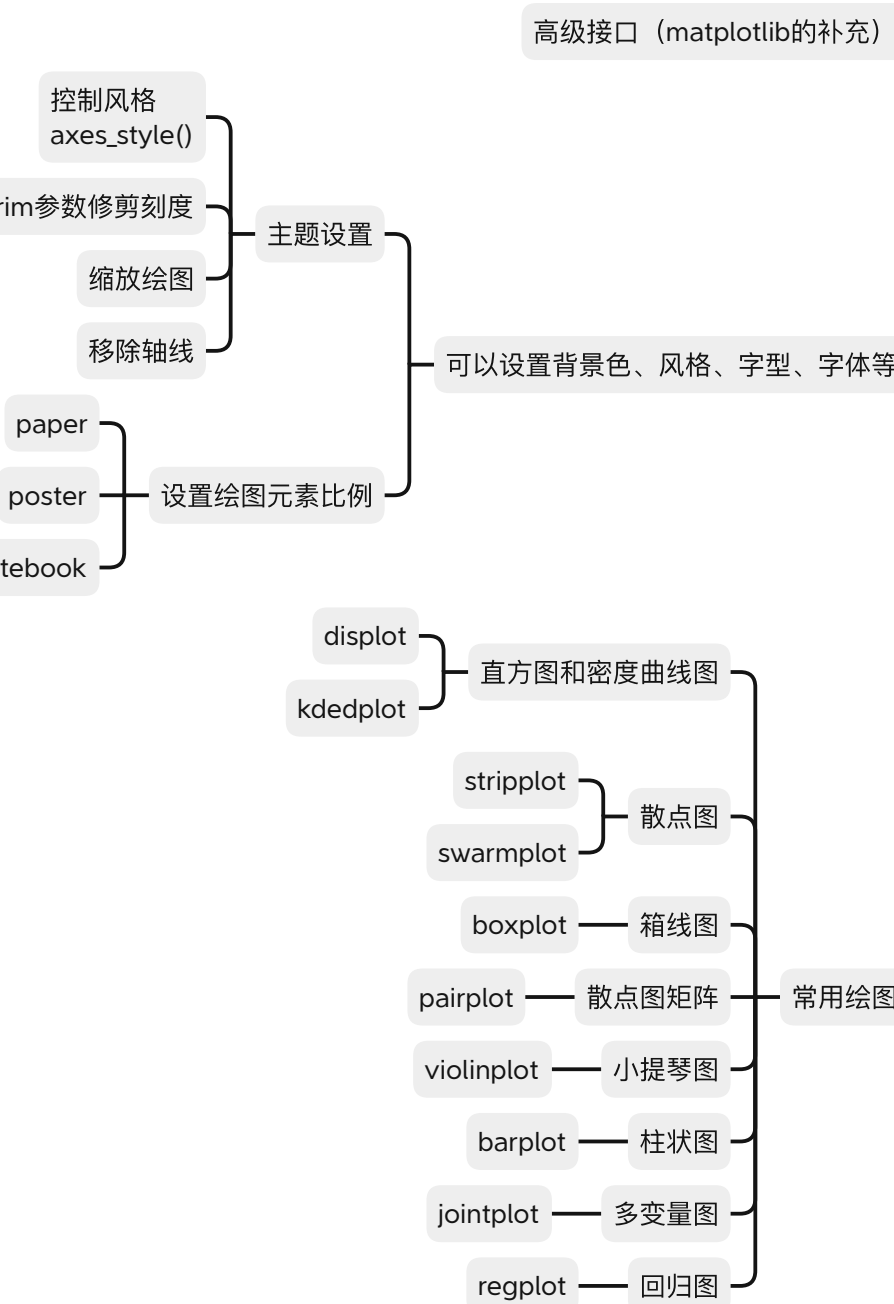 高级接口（matplotlib的补充）
控制风格
axes_style()
rim参数修剪刻度
主题设置
缩放绘图
移除轴线
可以设置背景色、风格、字型、字体等
paper
poster
设置绘图元素比例
tebook
displot
直方图和密度曲线图
kdedplot
stripplot
散点图
swarmplot
boxplot
箱线图
pairplot
散点图矩阵
常用绘图
violinplot
小提琴图
barplot
柱状图
jointplot
多变量图
regplot
回归图